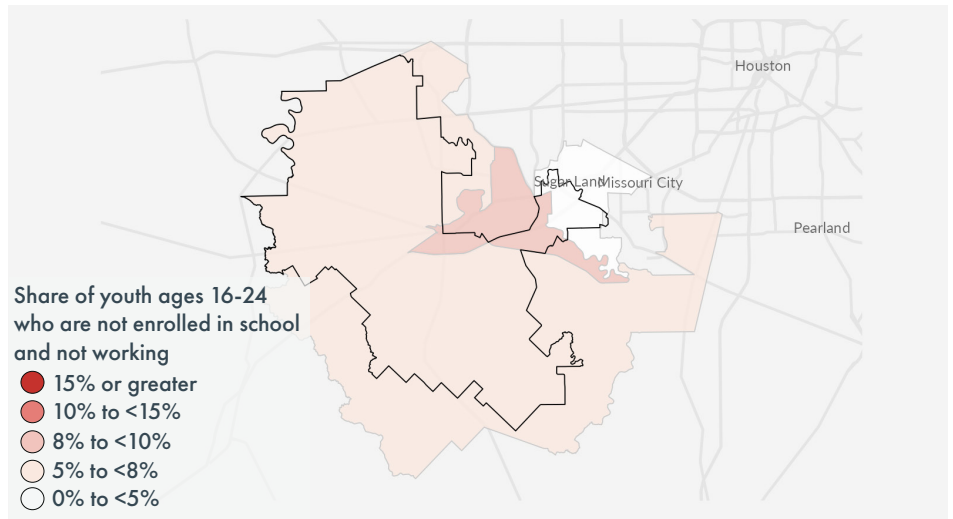 Houston
Sugar Land
Missouri City
Pearland
Share of youth ages 16-24
who are not enrolled in school
and not working
15% or greater
10% to <15%
8% to <10%
5% to <8%
0% to <5%